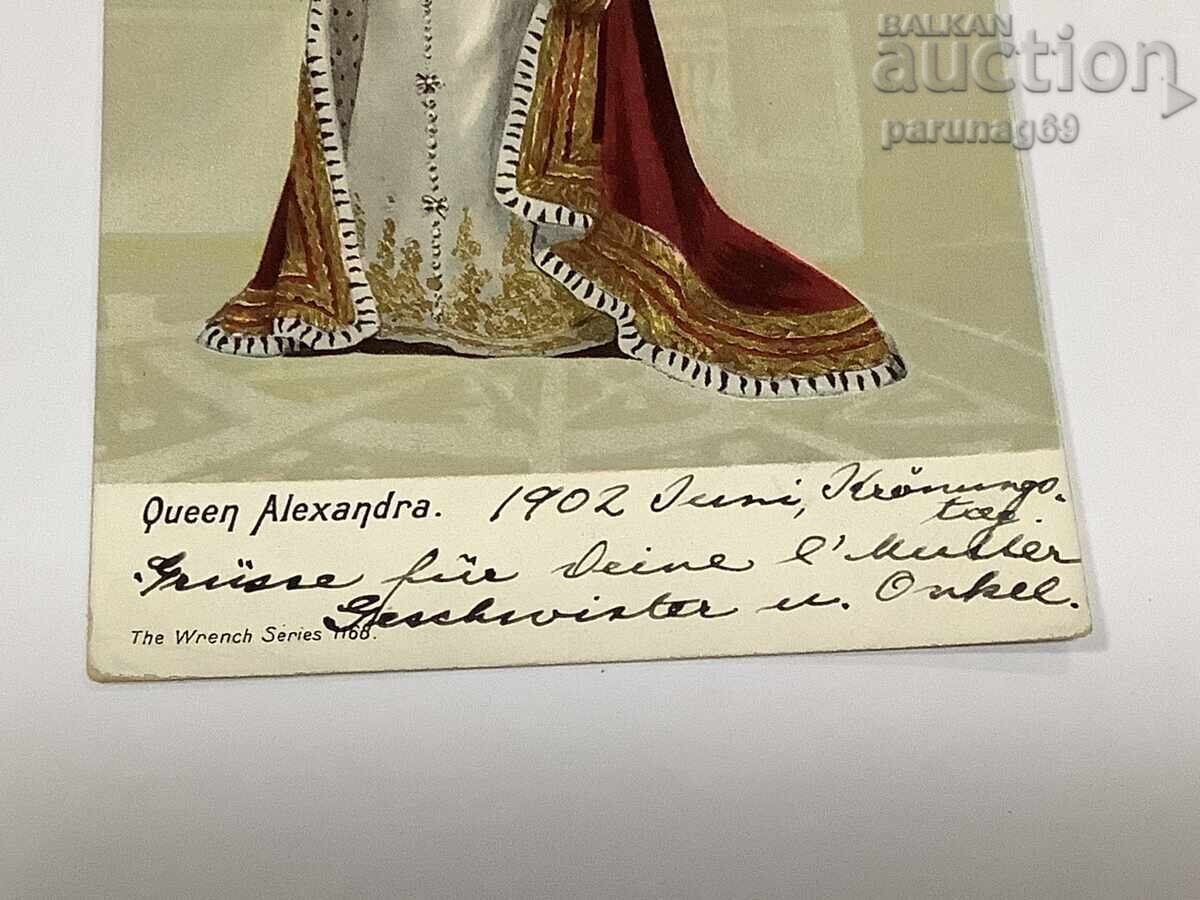 BALKAN
auction
parunag69
Queen Alexandra. 1902 Juni, Krönungs-
tag.
Grüsse für Deine l' Mutter
Geschwister u. Onkel.
The Wrench Series 1168.